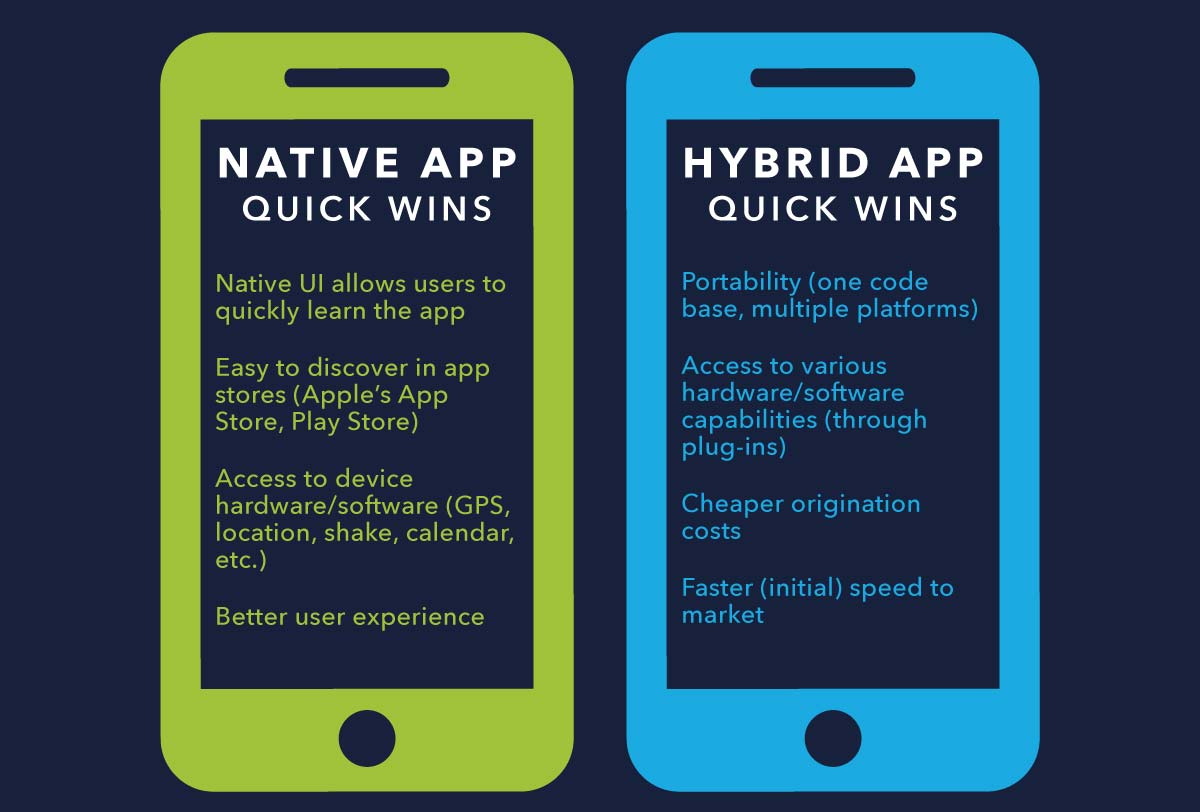 NATIVE APP
QUICK WINS
Native UI allows users to
quickly learn the app
Easy to discover in app
stores (Apple’s App
Store, Play Store)
Access to device
hardware/software (GPS,
location, shake, calendar,
etc.)
Better user experience
HYBRID APP
QUICK WINS
Portability (one code
base, multiple platforms)
Access to various
hardware/software
capabilities (through
plug-ins)
Cheaper origination
costs
Faster (initial) speed to
market